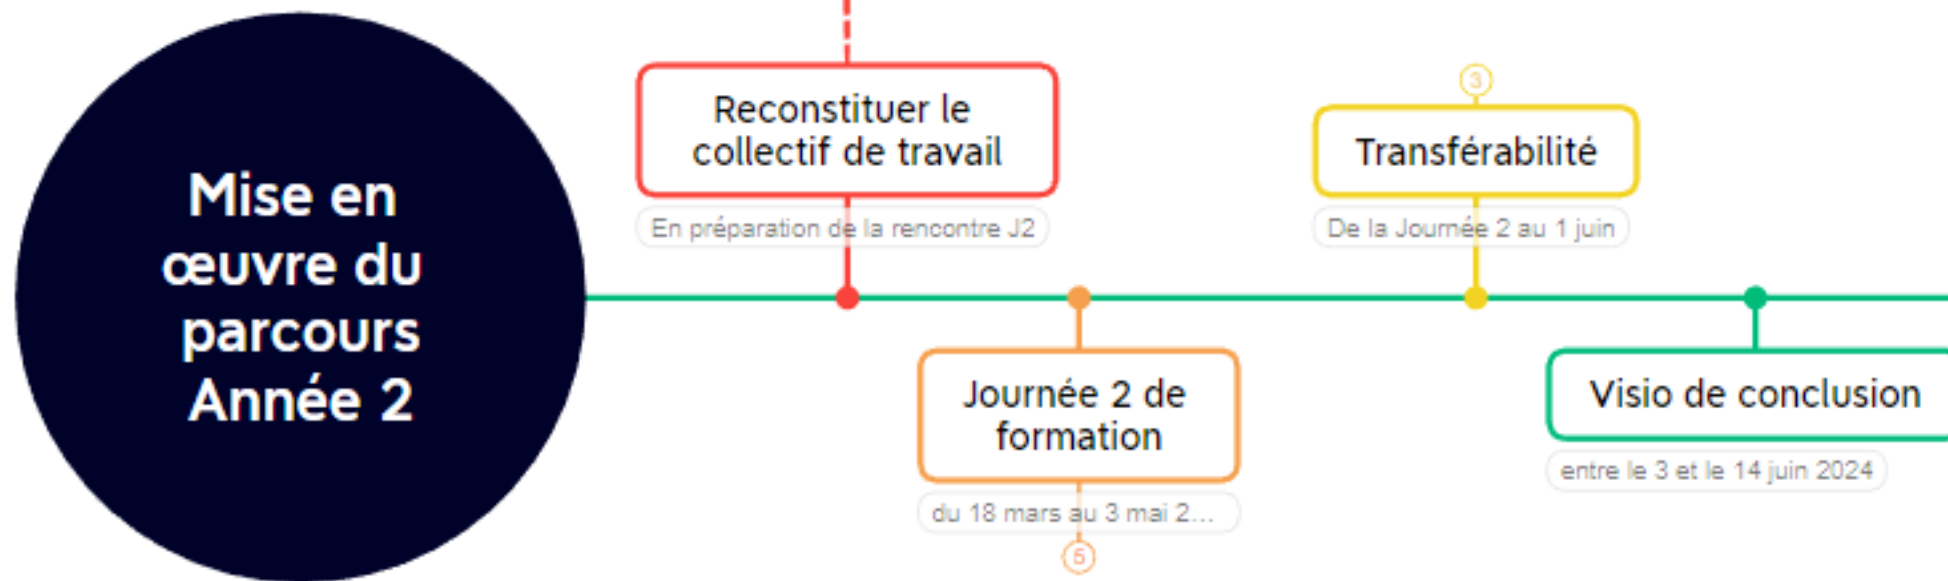 Mise en
œuvre du
parcours
Année 2
Reconstituer le
collectif de travail
En préparation de la rencontre J2
Journée 2 de
formation
du 18 mars au 3 mai 2...
5
3
Transférabilité
De la Journée 2 au 1 juin
Visio de conclusion
entre le 3 et le 14 juin 2024